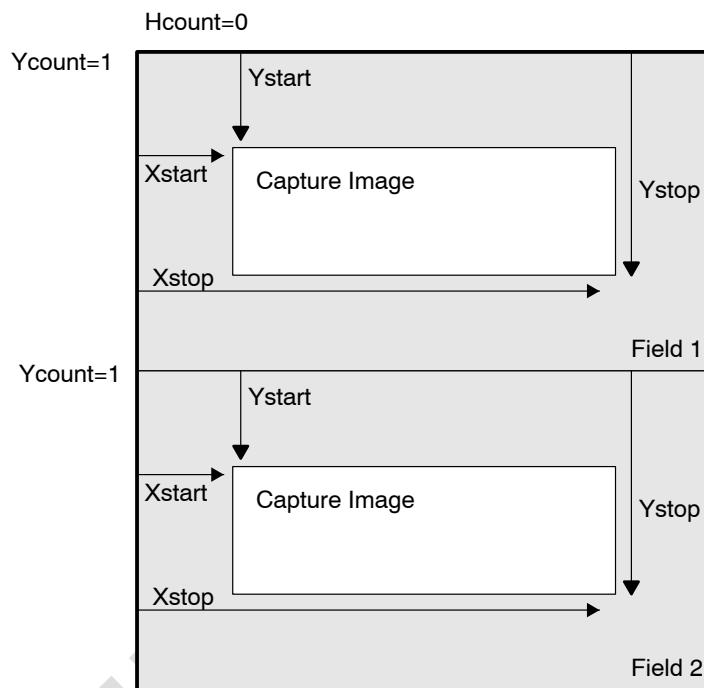 Hcount=0
Ycount=1
Ystart
Xstart
Capture Image
Ystop
Xstop
Field 1
Ycount=1
Ystart
Xstart
Capture Image
Ystop
Xstop
Field 2